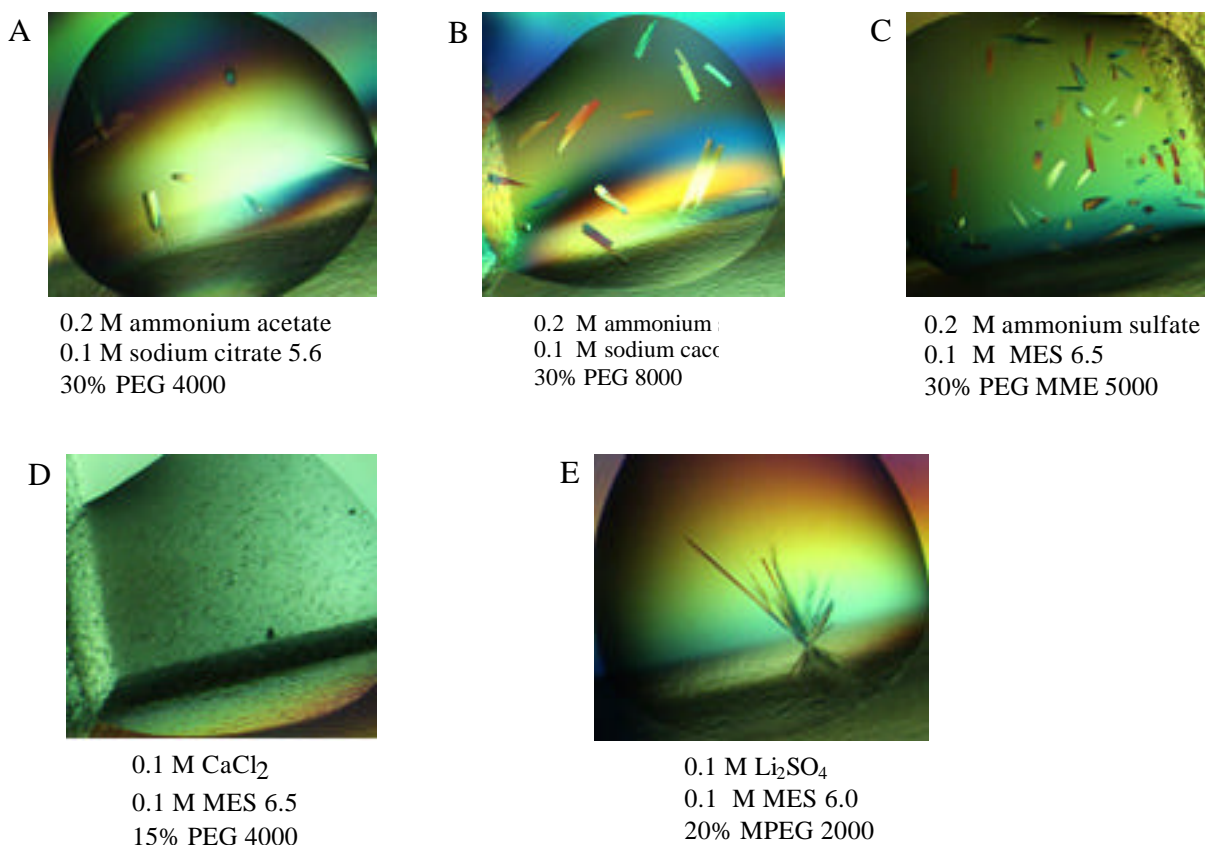 A
B
C
0.2 M ammonium acetate
0.1 M sodium citrate 5.6
30% PEG 4000
0.2 M ammonium
0.1 M sodium
30% PEG 8000
0.2 M ammonium sulfate
0.1 M MES 6.5
30% PEG MME 5000
D
E
0.1 M CaCl2
0.1 M MES 6.5
15% PEG 4000
0.1 M Li₂SO₄
0.1 M MES 6.0
20% MPEG 2000